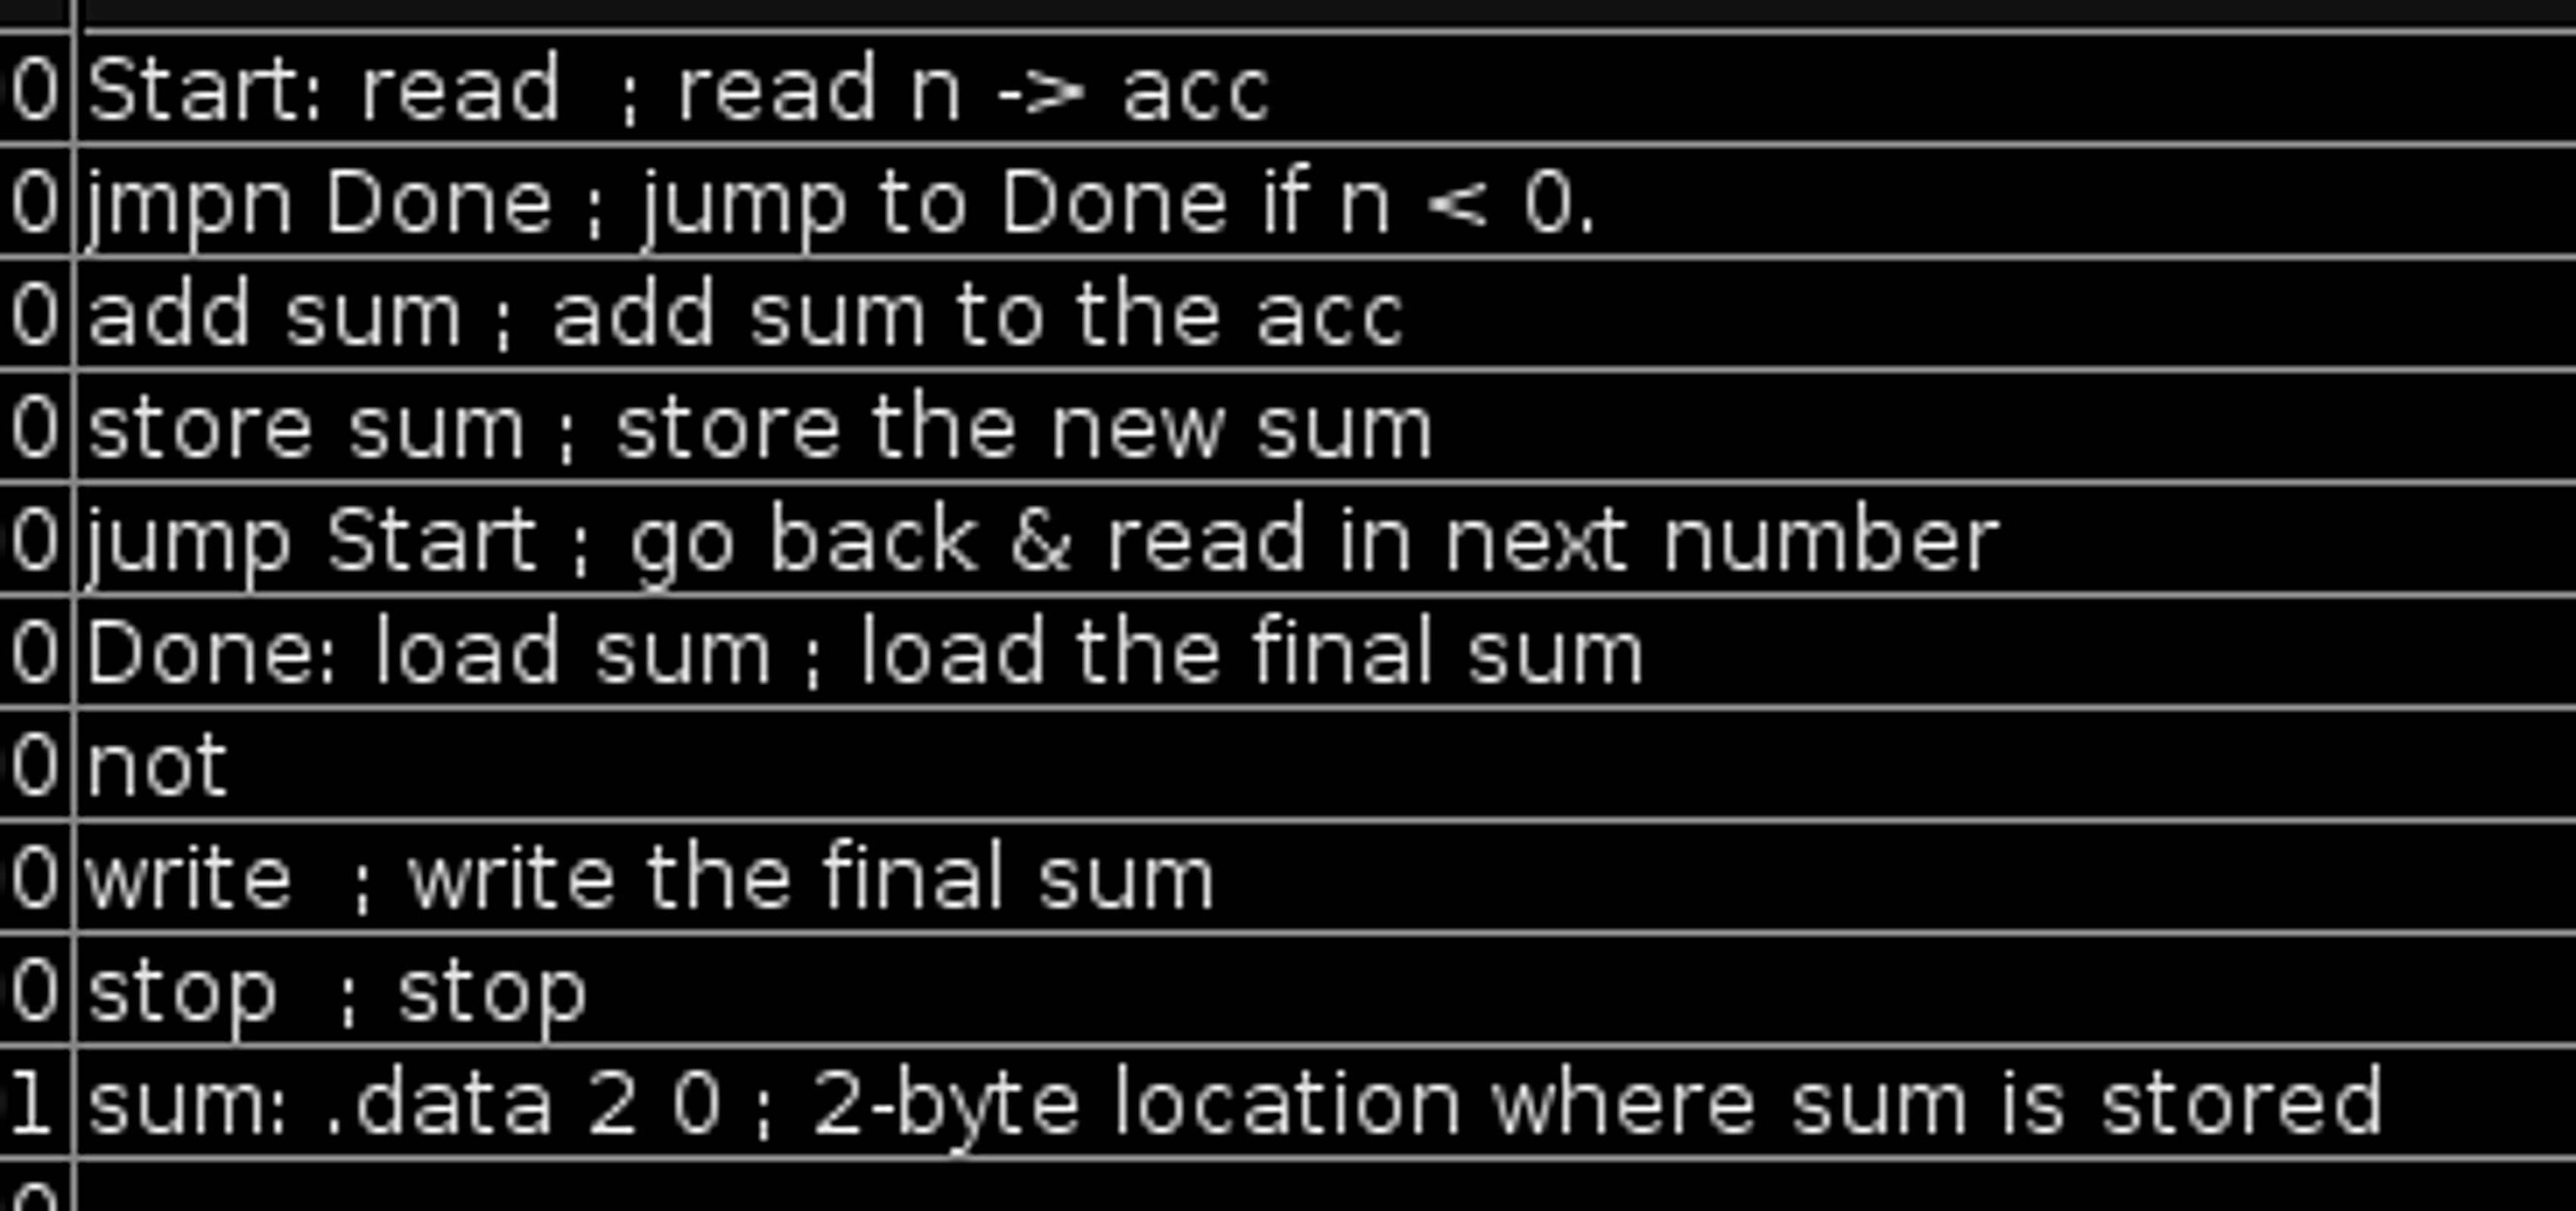 0 Start: read  ; read n -> acc
0 jmpn Done ; jump to Done if n < 0.
0 add sum ; add sum to the acc
0 store sum ; store the new sum
0 jump Start ; go back & read in next number
0 Done: load sum ; load the final sum
0 not
0 write  ; write the final sum
0 stop  ; stop
1 sum: .data 2 0 ; 2-byte location where sum is stored
0